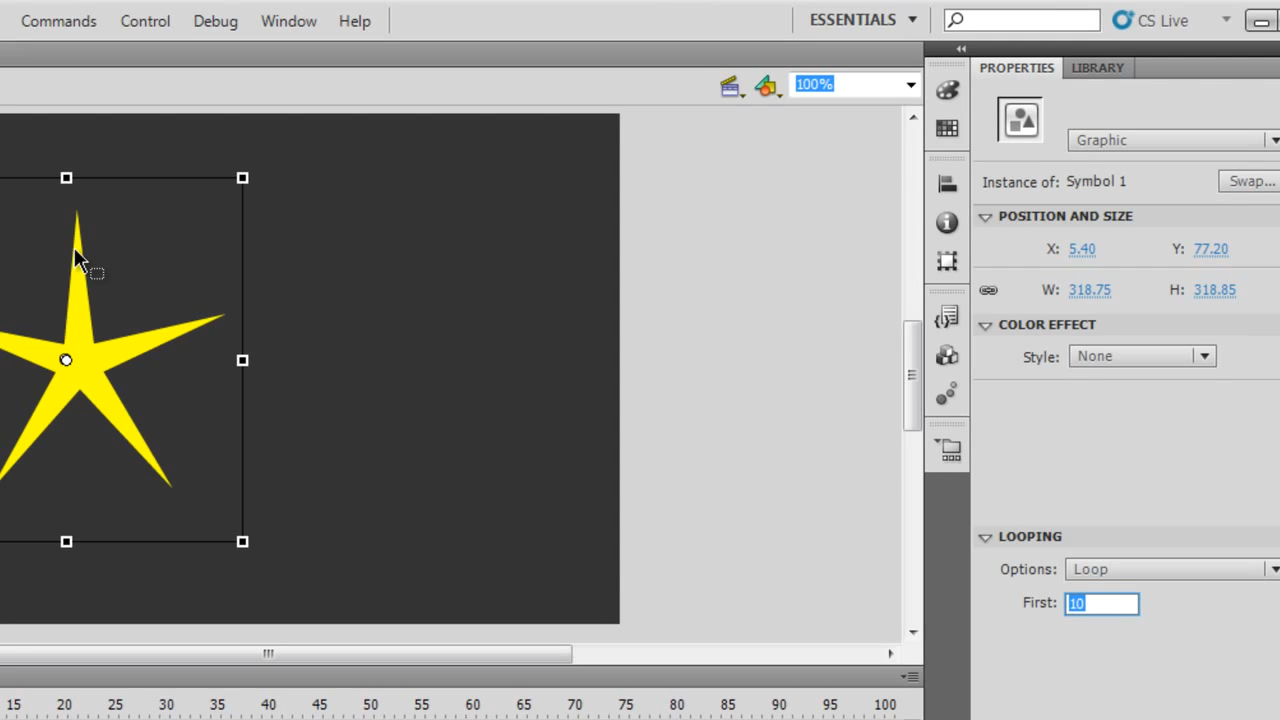 Commands Control Debug Window Help
ESSENTIALS
CS Live
100%
PROPERTIES LIBRARY
Graphic
Instance of: Symbol 1 Swap...
POSITION AND SIZE
X: 5.40 Y: 77.20
W: 318.75 H: 318.85
COLOR EFFECT
Style: None
LOOPING
Options: Loop
First: 10
15 20 25 30 35 40 45 50 55 60 65 70 75 80 85 90 95 100